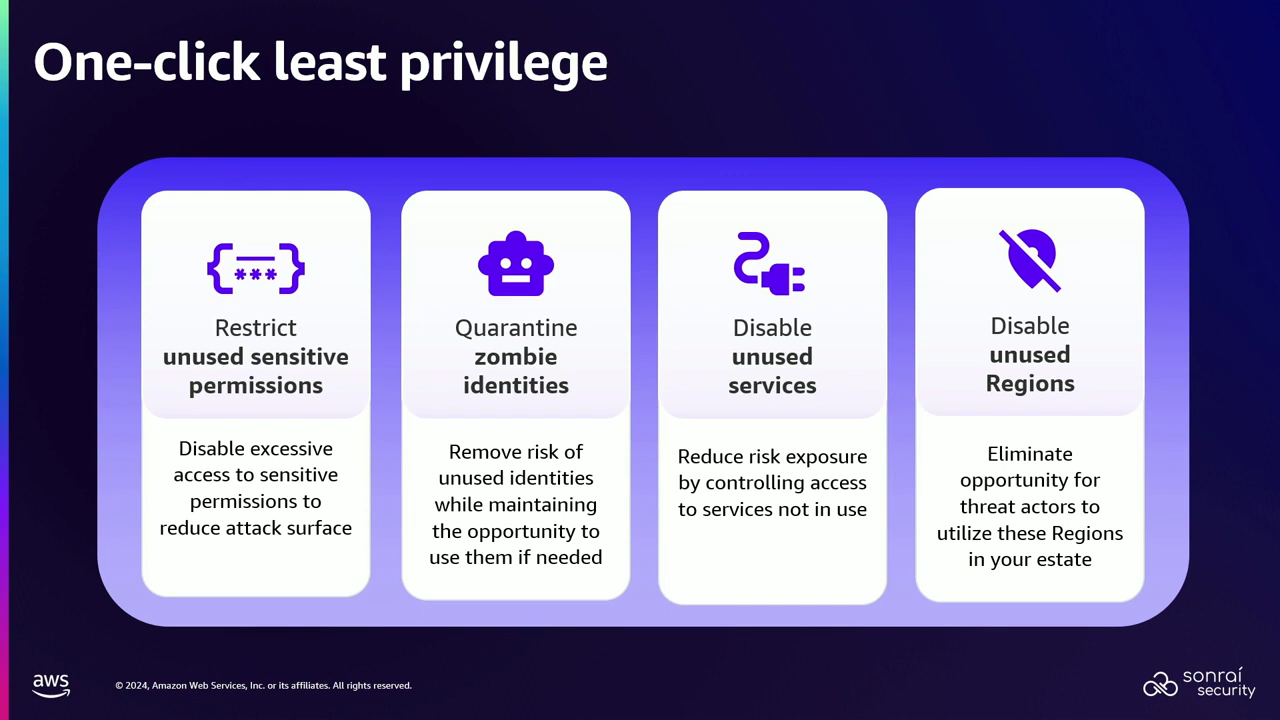 One-click least privilege
{***}
Restrict
unused sensitive
permissions
Disable excessive
access to sensitive
permissions to
reduce attack surface
Quarantine
zombie
identities
Remove risk of
unused identities
while maintaining
the opportunity to
use them if needed
Disable
unused
services
Reduce risk exposure
by controlling access
to services not in use
Disable
unused
Regions
Eliminate
opportunity for
threat actors to
utilize these Regions
in your estate
aws
© 2024, Amazon Web Services, Inc. or its affiliates. All rights reserved.
sonraí
security